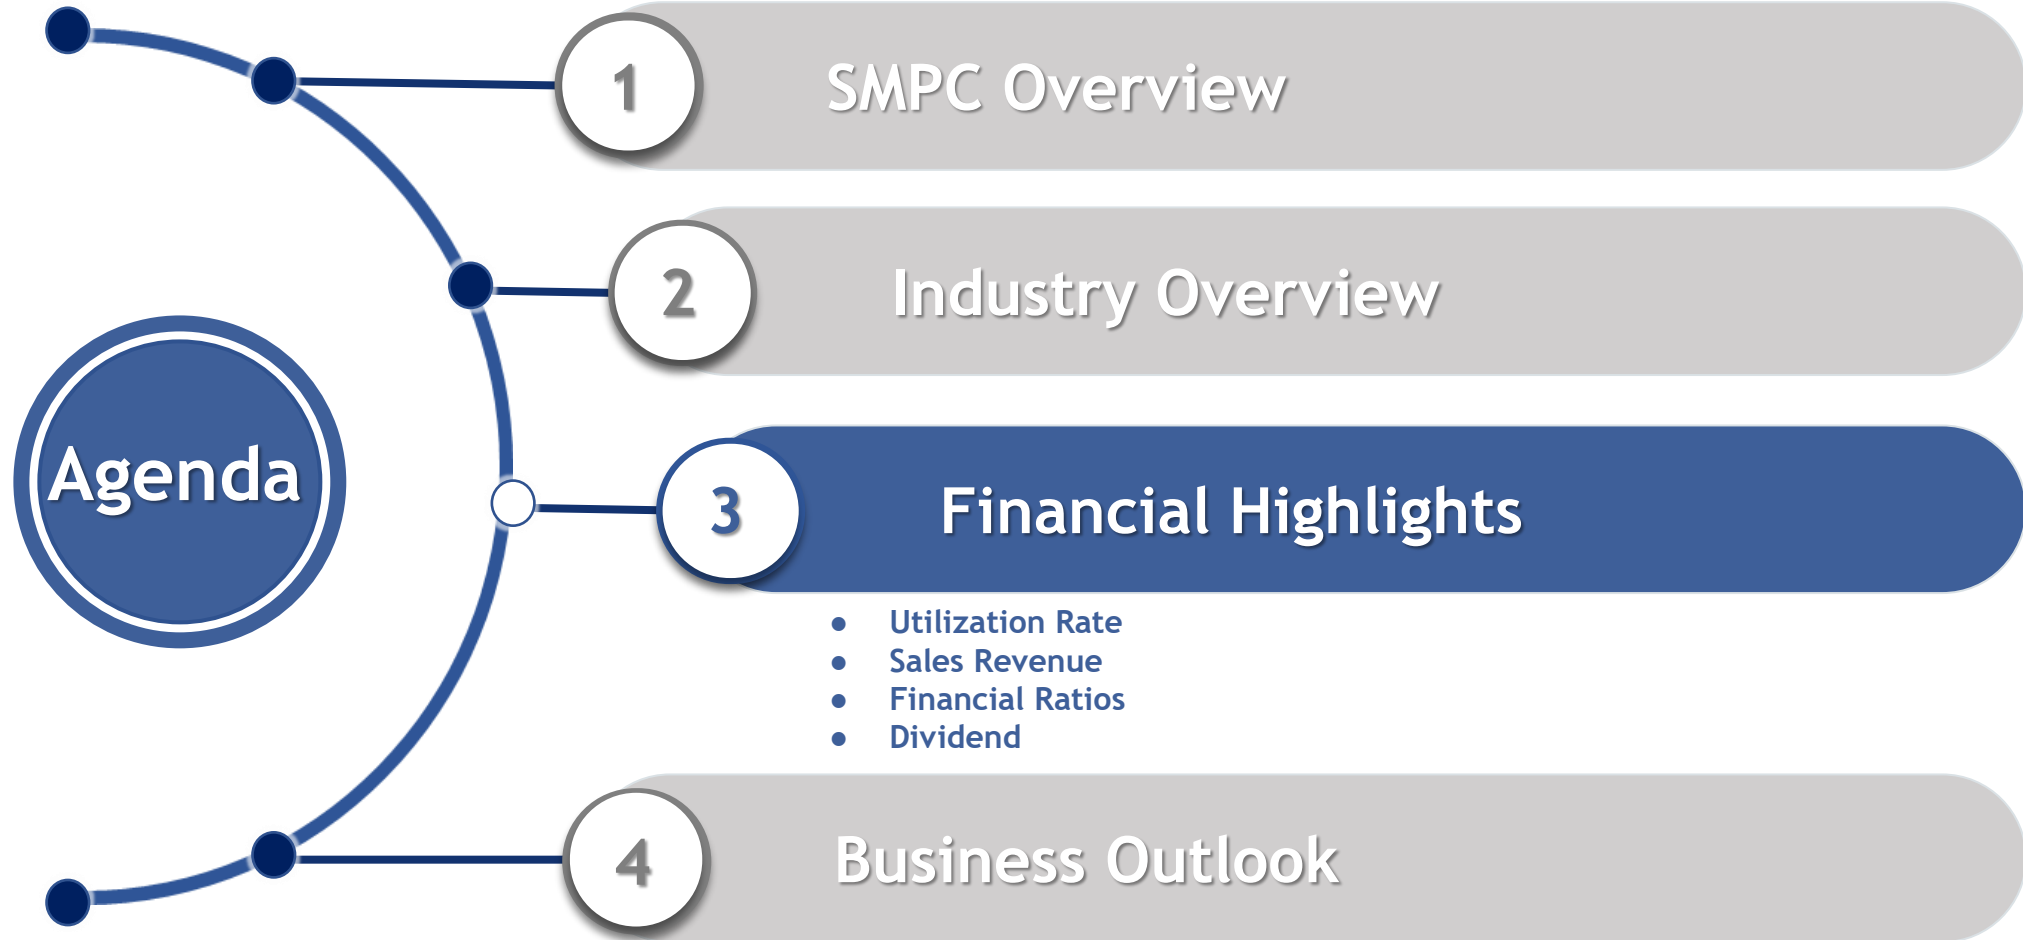 Agenda
1
SMPC Overview
2
Industry Overview
3
Financial Highlights
● Utilization Rate
● Sales Revenue
● Financial Ratios
● Dividend
4
Business Outlook